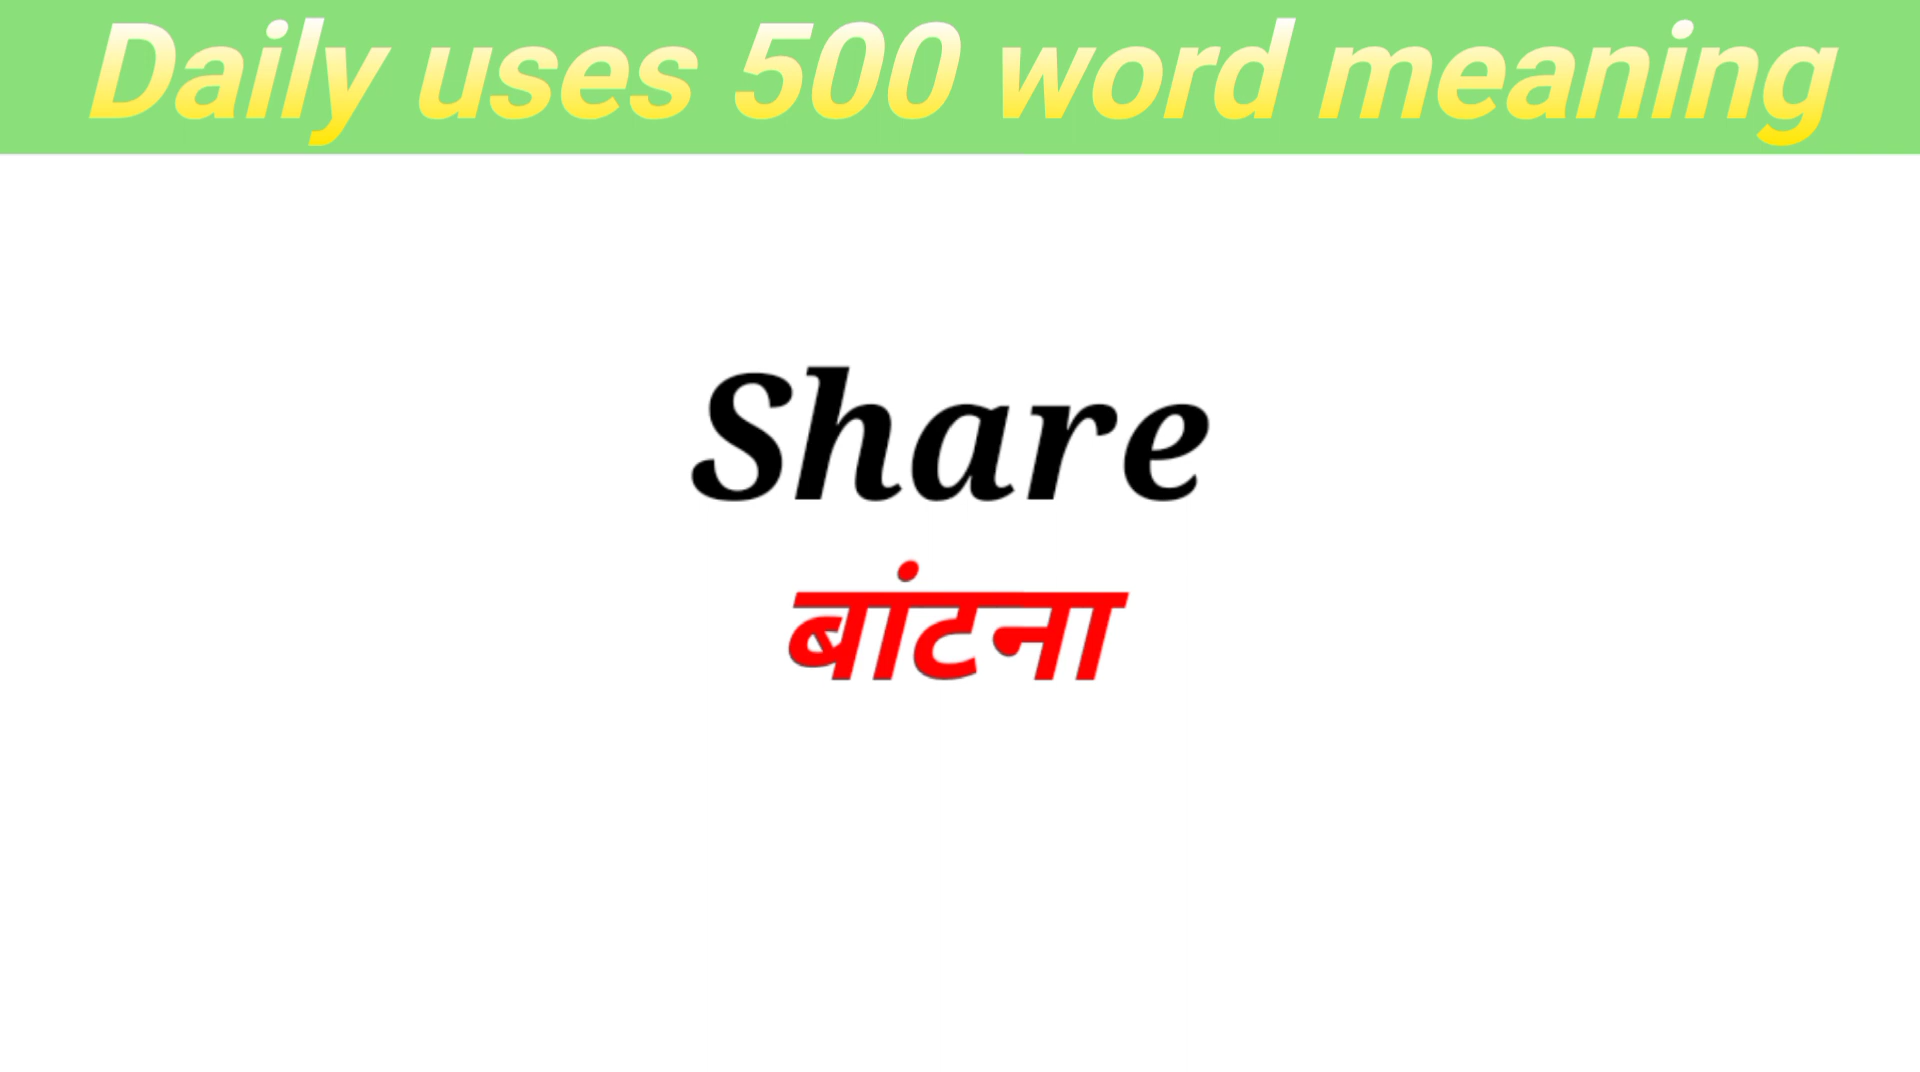 Daily uses 500 word meaning
Share
बांटना